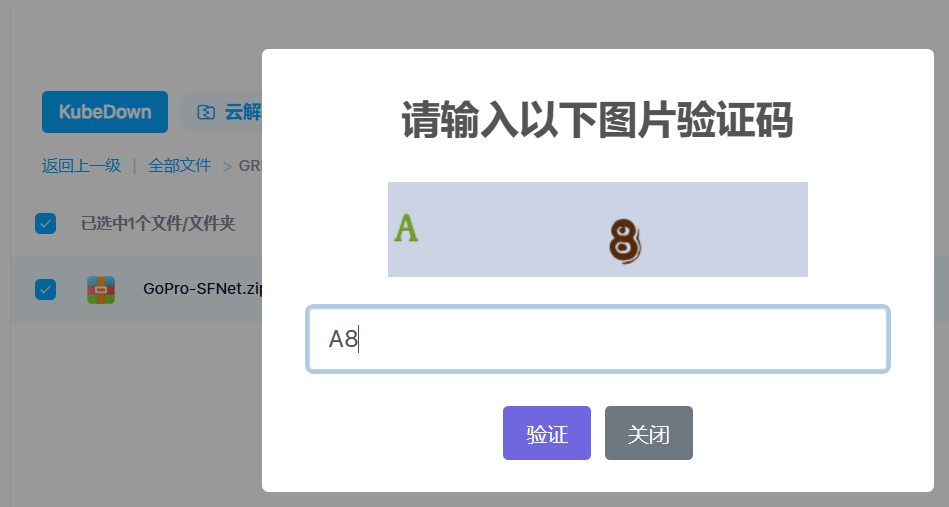 请输入以下图片验证码
KubeDown 云解
返回上一级 | 全部文件 > GR
A 8
已选中1个文件/文件夹
GoPro-SFNet.zip
A8
验证 关闭